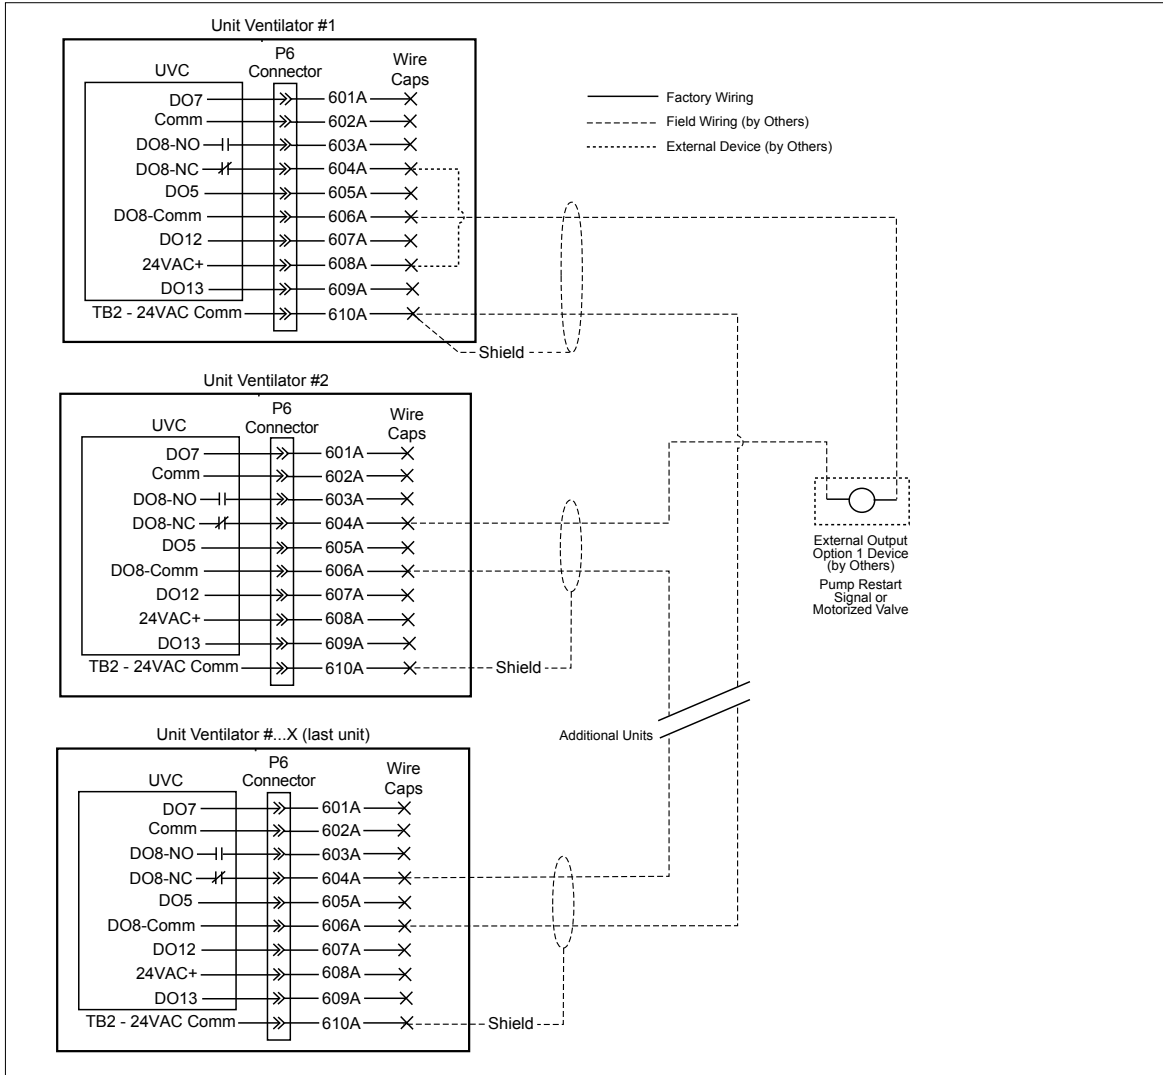 Unit Ventilator #1
P6
Connector
Wire
Caps
UVC
DO7
601A
Comm
602A
DO8-NO
603A
DO8-NC
604A
DO5
605A
DO8-Comm
606A
DO12
607A
24VAC+
608A
DO13
609A
TB2 - 24VAC Comm
610A
Shield
Factory Wiring
Field Wiring (by Others)
External Device (by Others)
Unit Ventilator #2
P6
Connector
Wire
Caps
UVC
DO7
601A
Comm
602A
DO8-NO
603A
DO8-NC
604A
DO5
605A
DO8-Comm
606A
DO12
607A
24VAC+
608A
DO13
609A
TB2 - 24VAC Comm
610A
Shield
External Output
Option 1 Device
(by Others)
Pump Restart
Signal or
Motorized Valve
Additional Units
Unit Ventilator #...X (last unit)
P6
Connector
Wire
Caps
UVC
DO7
601A
Comm
602A
DO8-NO
603A
DO8-NC
604A
DO5
605A
DO8-Comm
606A
DO12
607A
24VAC+
608A
DO13
609A
TB2 - 24VAC Comm
610A
Shield